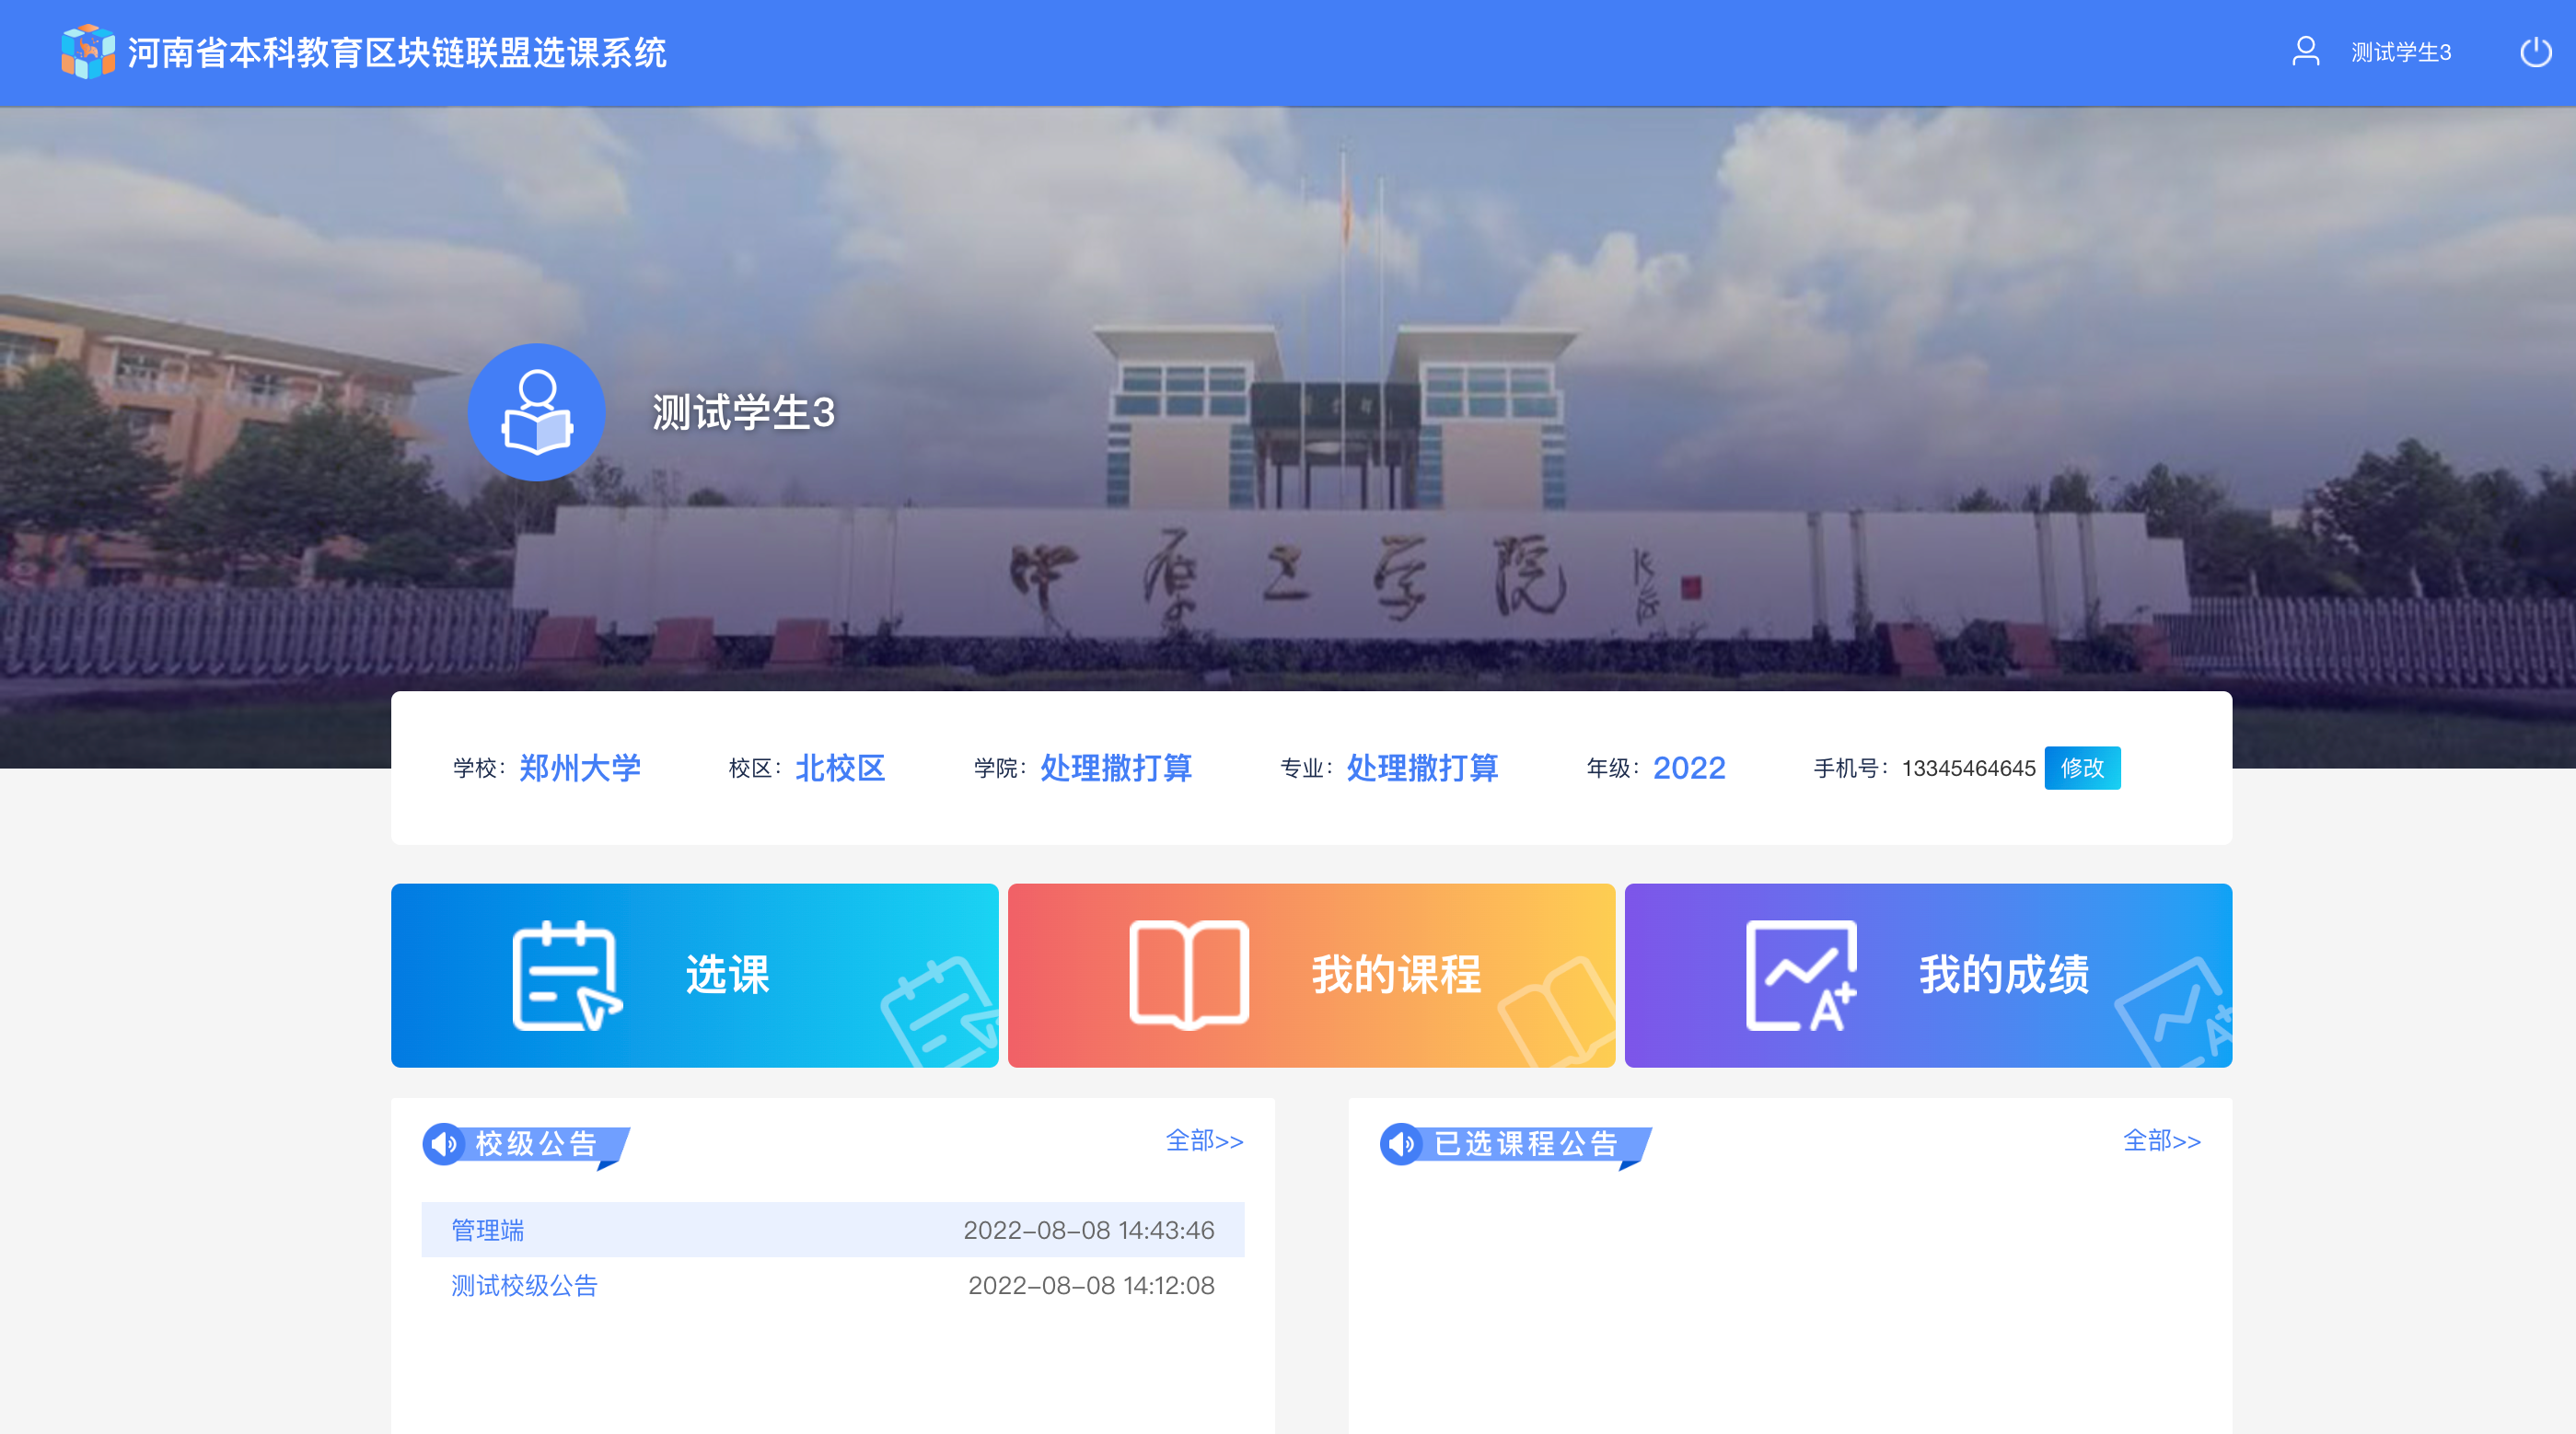 河南省本科教育区块链联盟选课系统
测试学生3
测试学生3
中原工学院
学校：郑州大学 校区：北校区 学院：处理撒打算 专业：处理撒打算 年级：2022 手机号：13345464645 修改
选课
我的课程
我的成绩
校级公告 全部>>
管理端 2022-08-08 14:43:46
测试校级公告 2022-08-08 14:12:08
已选课程公告 全部>>